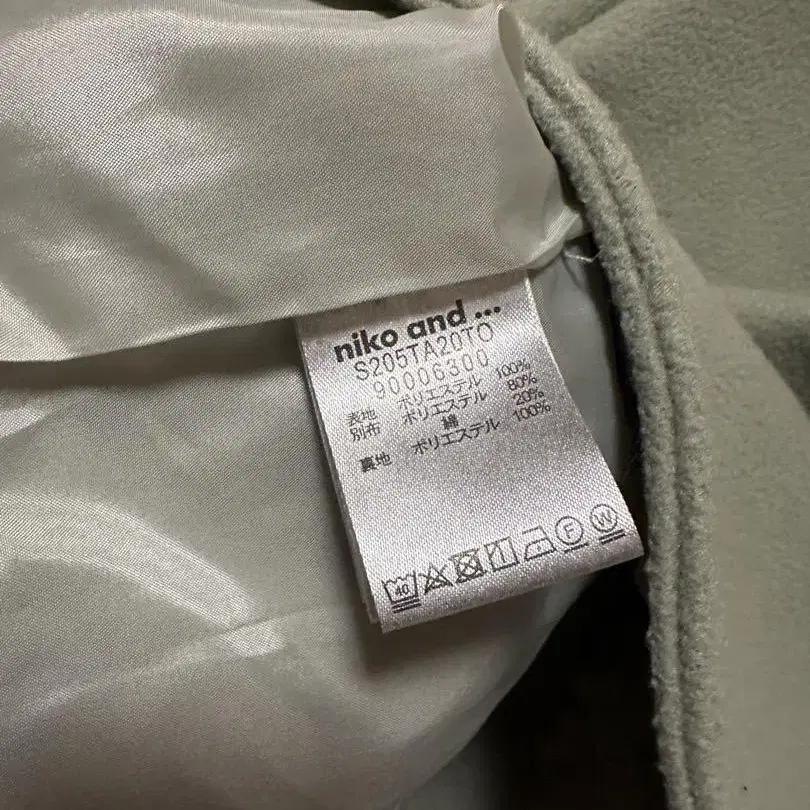 niko and ...
S205TA20TO
90006300
表地 ポリエステル 100%
別布 ポリエステル 80%
綿 20%
裏地 ポリエステル 100%
40
F
W